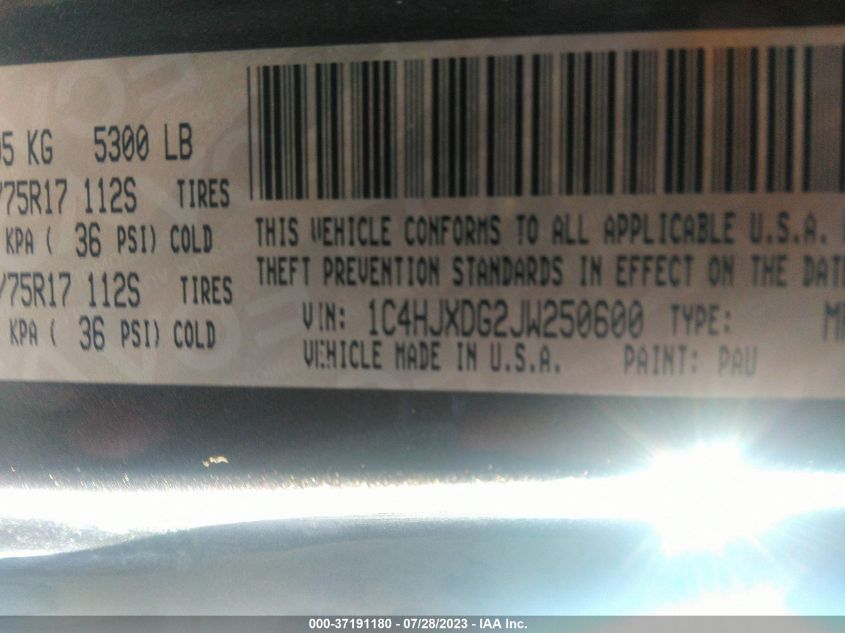 05 KG 5300 LB
/75R17 112S TIRES
KPA ( 36 PSI) COLD
/75R17 112S TIRES
KPA ( 36 PSI) COLD
THIS VEHICLE CONFORMS TO ALL APPLICABLE U.S.A.
THEFT PREVENTION STANDARDS IN EFFECT ON THE DATE
VIN: 1C4HJXDG2JW250600 TYPE:
VEHICLE MADE IN U.S.A. PAINT: PAU
000-37191180 - 07/28/2023 - IAA Inc.